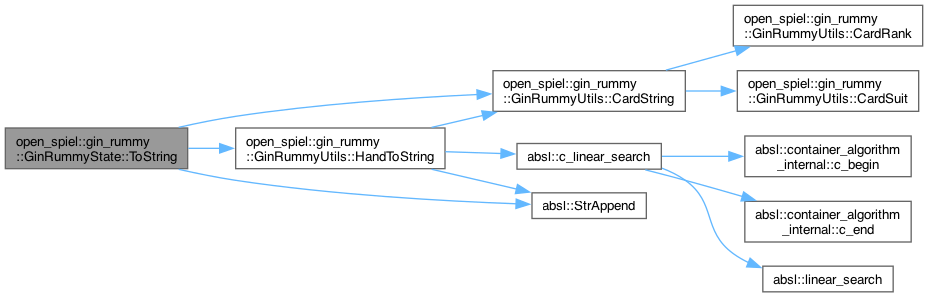 open_spiel::gin_rummy
::GinRummyState::ToString
open_spiel::gin_rummy
::GinRummyUtils::HandToString
open_spiel::gin_rummy
::GinRummyUtils::CardString
absl::c_linear_search
absl::StrAppend
open_spiel::gin_rummy
::GinRummyUtils::CardRank
open_spiel::gin_rummy
::GinRummyUtils::CardSuit
absl::container_algorithm
_internal::c_begin
absl::container_algorithm
_internal::c_end
absl::linear_search